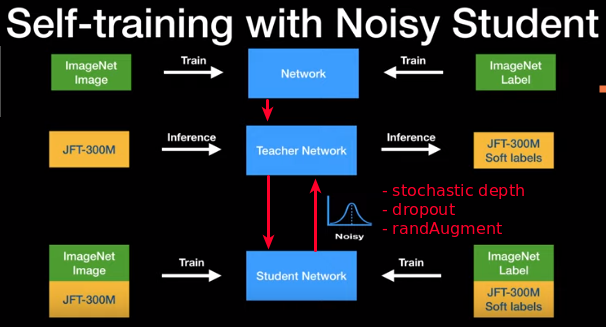 Self-training with Noisy Student
ImageNet
Image
Train
Network
Train
ImageNet
Label
JFT-300M
Inference
Teacher Network
Inference
JFT-300M
Soft labels
- stochastic depth
- dropout
- randAugment
Noisy
ImageNet
Image
JFT-300M
Train
Student Network
Train
ImageNet
Label
JFT-300M
Soft labels